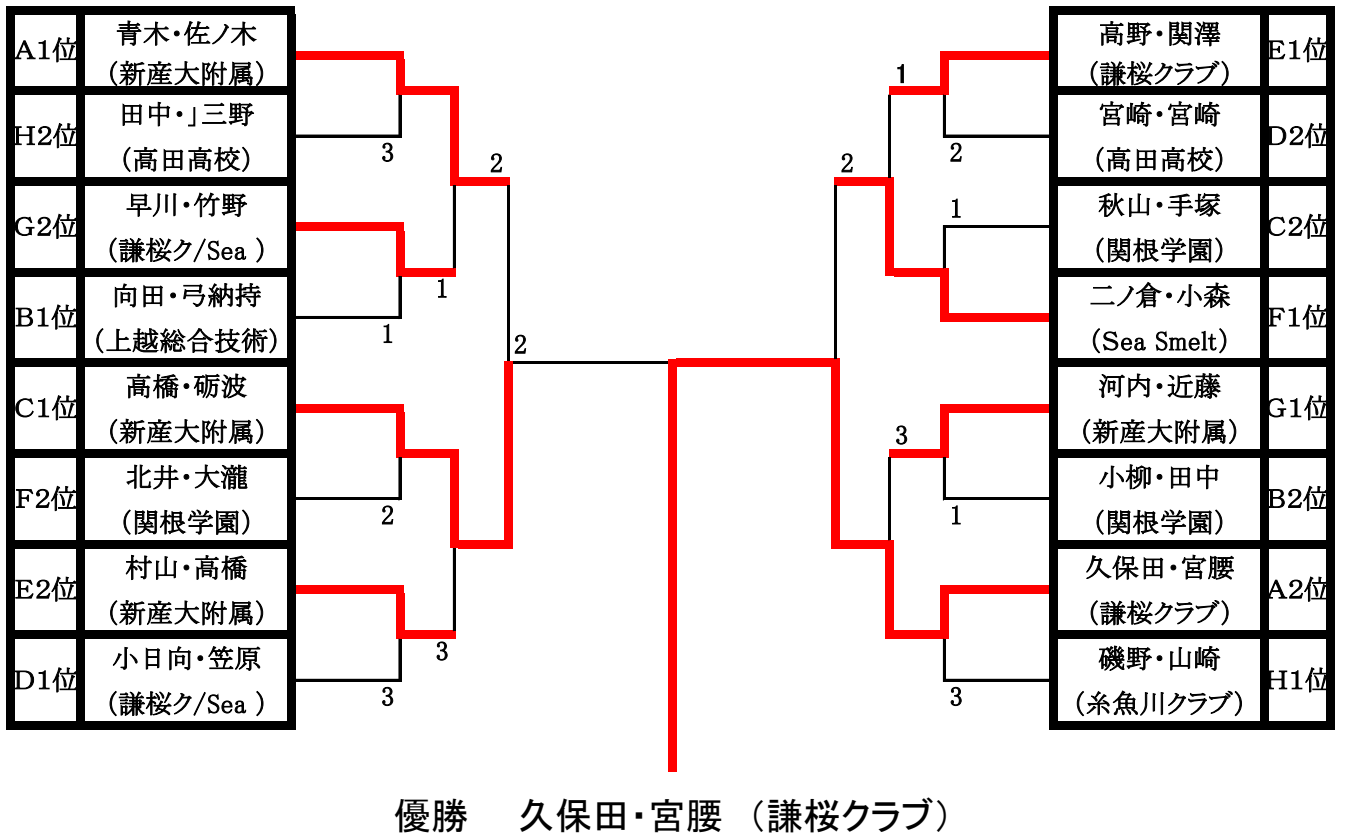 A1位
青木・佐ノ木
(新産大附属)
H2位
田中・」三野
(高田高校)
3
G2位
早川・竹野
(謙桜ク/Sea )
B1位
向田・弓納持
(上越総合技術)
1
1
2
C1位
高橋・砺波
(新産大附属)
F2位
北井・大瀧
(関根学園)
2
E2位
村山・高橋
(新産大附属)
D1位
小日向・笠原
(謙桜ク/Sea )
3
3
2
高野・関澤
(謙桜クラブ)
E1位
1
宮崎・宮崎
(高田高校)
D2位
2
2
秋山・手塚
(関根学園)
C2位
1
二ノ倉・小森
(Sea Smelt)
F1位
河内・近藤
(新産大附属)
G1位
3
小柳・田中
(関根学園)
B2位
1
久保田・宮腰
(謙桜クラブ)
A2位
磯野・山崎
(糸魚川クラブ)
H1位
3
優勝 久保田・宮腰 (謙桜クラブ)